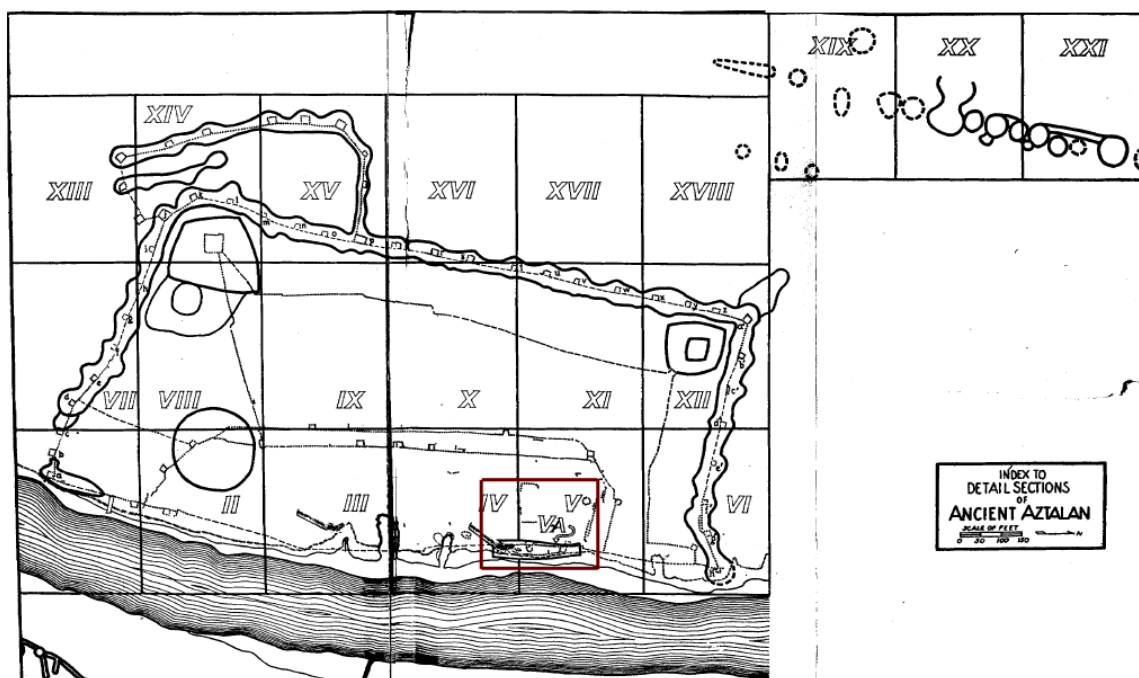 XIX XX XXI
XIV
XIII XV XVI XVII XVIII
VII VIII IX X XI XII
II III IV V VI
VA
INDEX TO
DETAIL SECTIONS
OF
ANCIENT AZTALAN
SCALE OF FEET
0 50 100 150 N